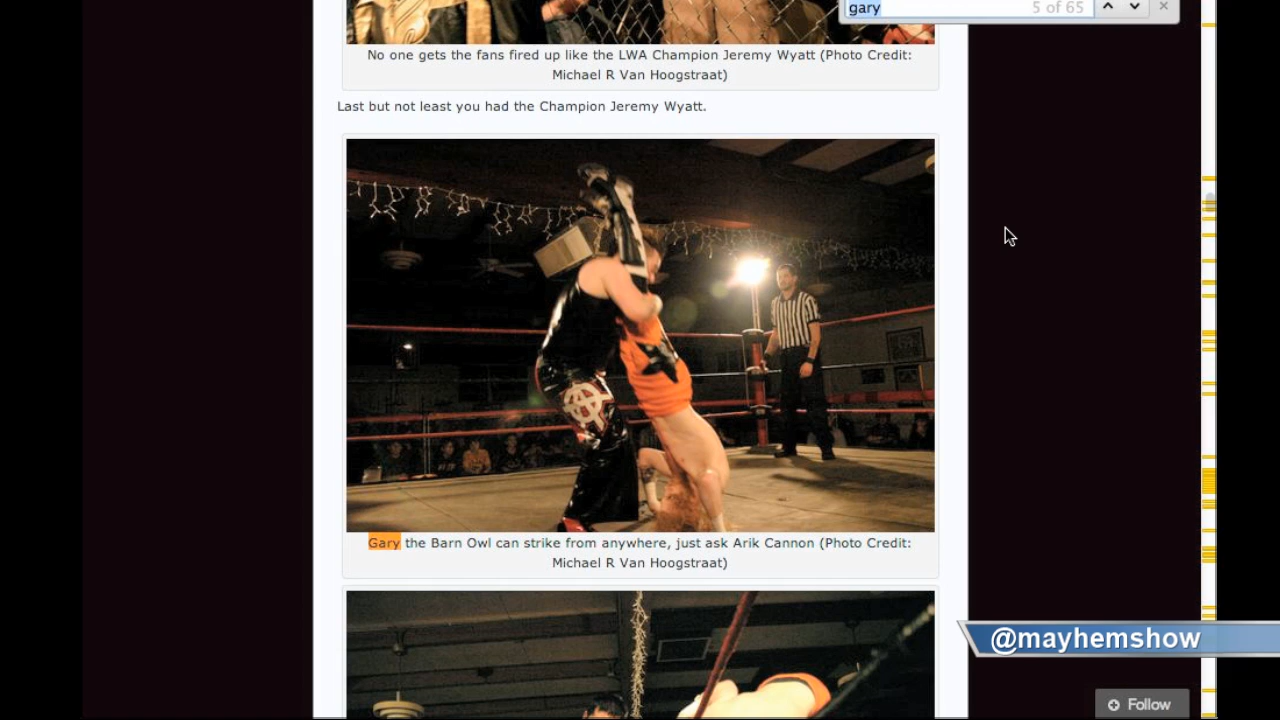 gary 5 of 65
No one gets the fans fired up like the LWA Champion Jeremy Wyatt (Photo Credit:
Michael R Van Hoogstraat)
Last but not least you had the Champion Jeremy Wyatt.
Gary the Barn Owl can strike from anywhere, just ask Arik Cannon (Photo Credit:
Michael R Van Hoogstraat)
@mayhemshow
Follow